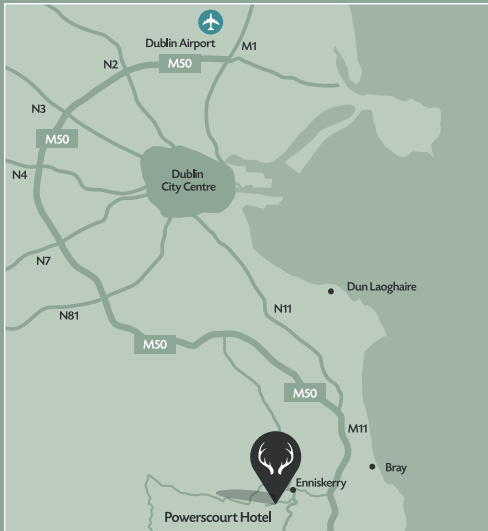 Dublin Airport
M1
N2
M50
N3
M50
N4
Dublin
City Centre
N7
Dun Laoghaire
N11
N81
M50
M50
M11
Bray
Enniskerry
Powerscourt Hotel